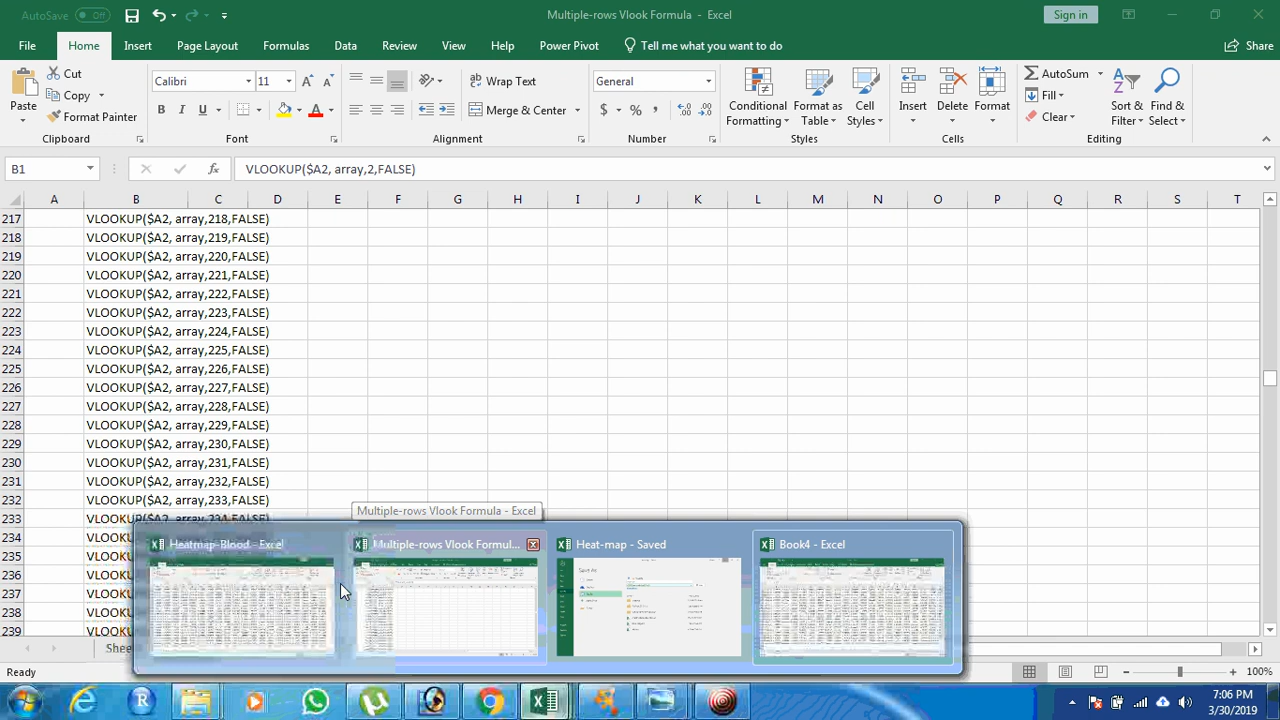 AutoSave
Multiple-rows Vlook Formula - Excel
Sign in
File Home Insert Page Layout Formulas Data Review View Help Power Pivot Tell me what you want to do Share
Paste
Cut
Copy
Format Painter
Clipboard
Calibri 11
B I U
Font
Wrap Text
Merge & Center
Alignment
General
$ % ,
Number
Conditional Formatting
Format as Table
Cell Styles
Styles
Insert
Delete
Format
Cells
AutoSum
Fill
Clear
Sort & Filter
Find & Select
Editing
B1
fx
VLOOKUP($A2, array,2,FALSE)
A B C D E F G H I J K L M N O P Q R S T
217 VLOOKUP($A2, array,218,FALSE)
218 VLOOKUP($A2, array,219,FALSE)
219 VLOOKUP($A2, array,220,FALSE)
220 VLOOKUP($A2, array,221,FALSE)
221 VLOOKUP($A2, array,222,FALSE)
222 VLOOKUP($A2, array,223,FALSE)
223 VLOOKUP($A2, array,224,FALSE)
224 VLOOKUP($A2, array,225,FALSE)
225 VLOOKUP($A2, array,226,FALSE)
226 VLOOKUP($A2, array,227,FALSE)
227 VLOOKUP($A2, array,228,FALSE)
228 VLOOKUP($A2, array,229,FALSE)
229 VLOOKUP($A2, array,230,FALSE)
230 VLOOKUP($A2, array,231,FALSE)
231 VLOOKUP($A2, array,232,FALSE)
232 VLOOKUP($A2, array,233,FALSE)
233 VLOOKUP($A2, array,234,FALSE)
234
235
236
237
238
239
Multiple-rows Vlook Formula - Excel
Heatmap-Blood - Excel
Multiple-rows Vlook Formul...
Heat-map - Saved
Book4 - Excel
Ready
100%
7:06 PM
3/30/2019